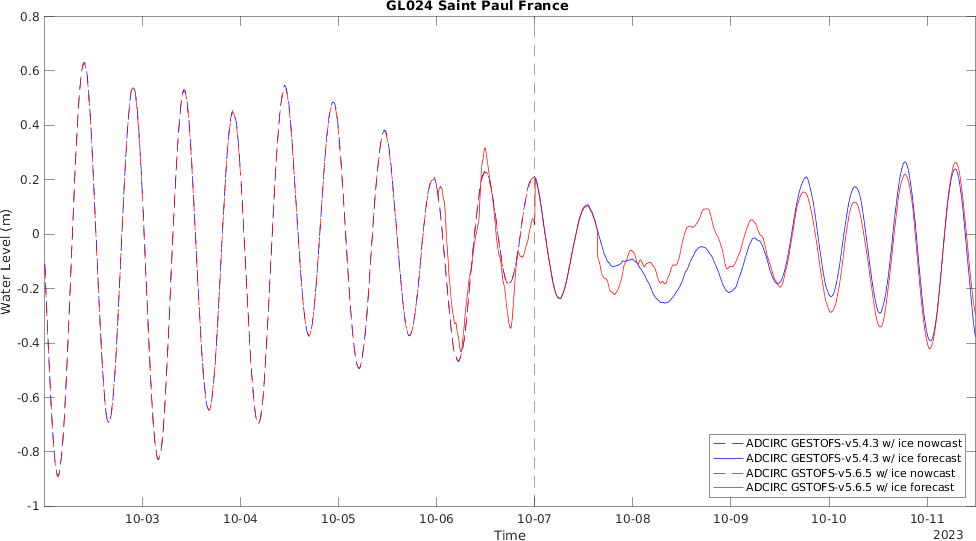 GL024 Saint Paul France
0.8
0.6
0.4
0.2
0
-0.2
-0.4
-0.6
-0.8
-1
Water Level (m)
ADCIRC GESTOFS-v5.4.3 w/ ice nowcast
ADCIRC GESTOFS-v5.4.3 w/ ice forecast
ADCIRC GSTOFS-v5.6.5 w/ ice nowcast
ADCIRC GSTOFS-v5.6.5 w/ ice forecast
10-03 10-04 10-05 10-06 10-07 10-08 10-09 10-10 10-11
Time
2023